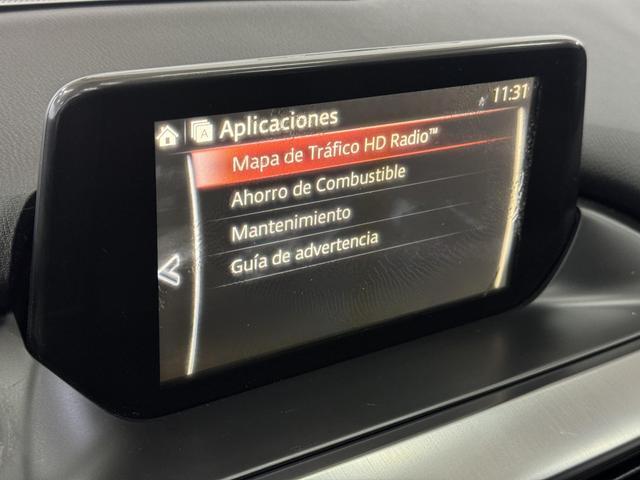 A Aplicaciones 11:31
Mapa de Tráfico HD Radio™
Ahorro de Combustible
Mantenimiento
Guía de advertencia